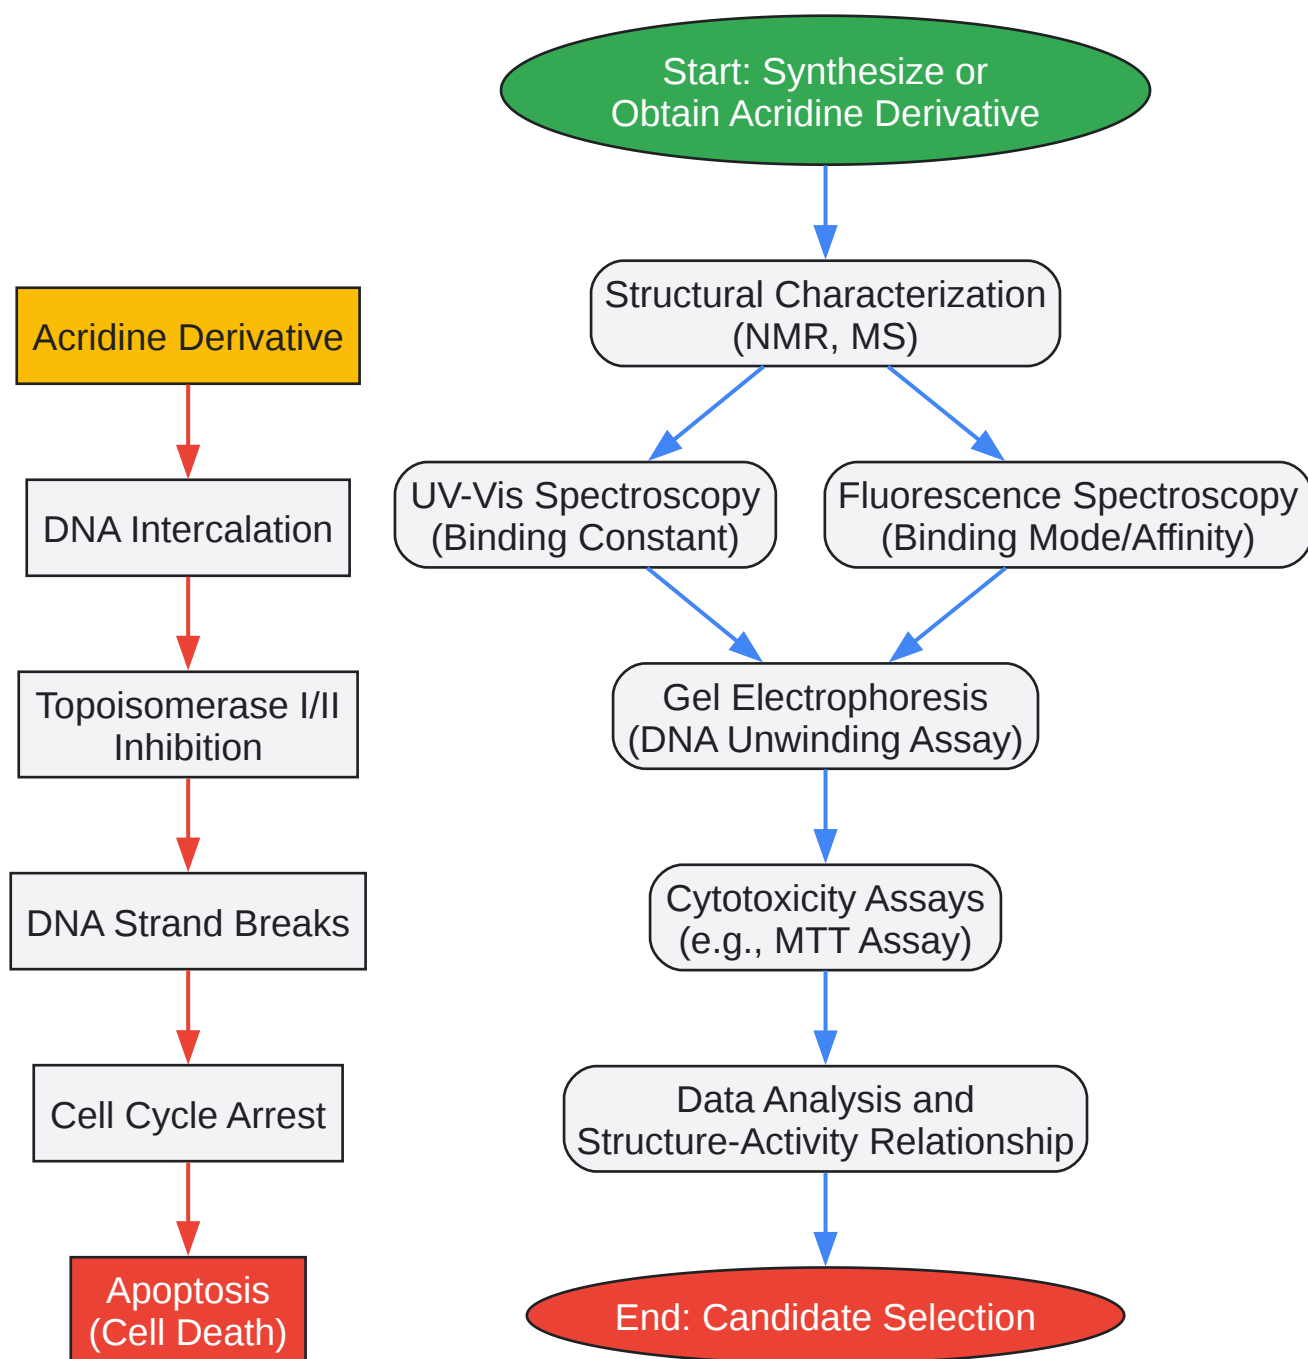 Acridine Derivative
DNA Intercalation
Topoisomerase I/II
Inhibition
DNA Strand Breaks
Cell Cycle Arrest
Apoptosis
(Cell Death)
Start: Synthesize or
Obtain Acridine Derivative
Structural Characterization
(NMR, MS)
UV-Vis Spectroscopy
(Binding Constant)
Fluorescence Spectroscopy
(Binding Mode/Affinity)
Gel Electrophoresis
(DNA Unwinding Assay)
Cytotoxicity Assays
(e.g., MTT Assay)
Data Analysis and
Structure-Activity Relationship
End: Candidate Selection